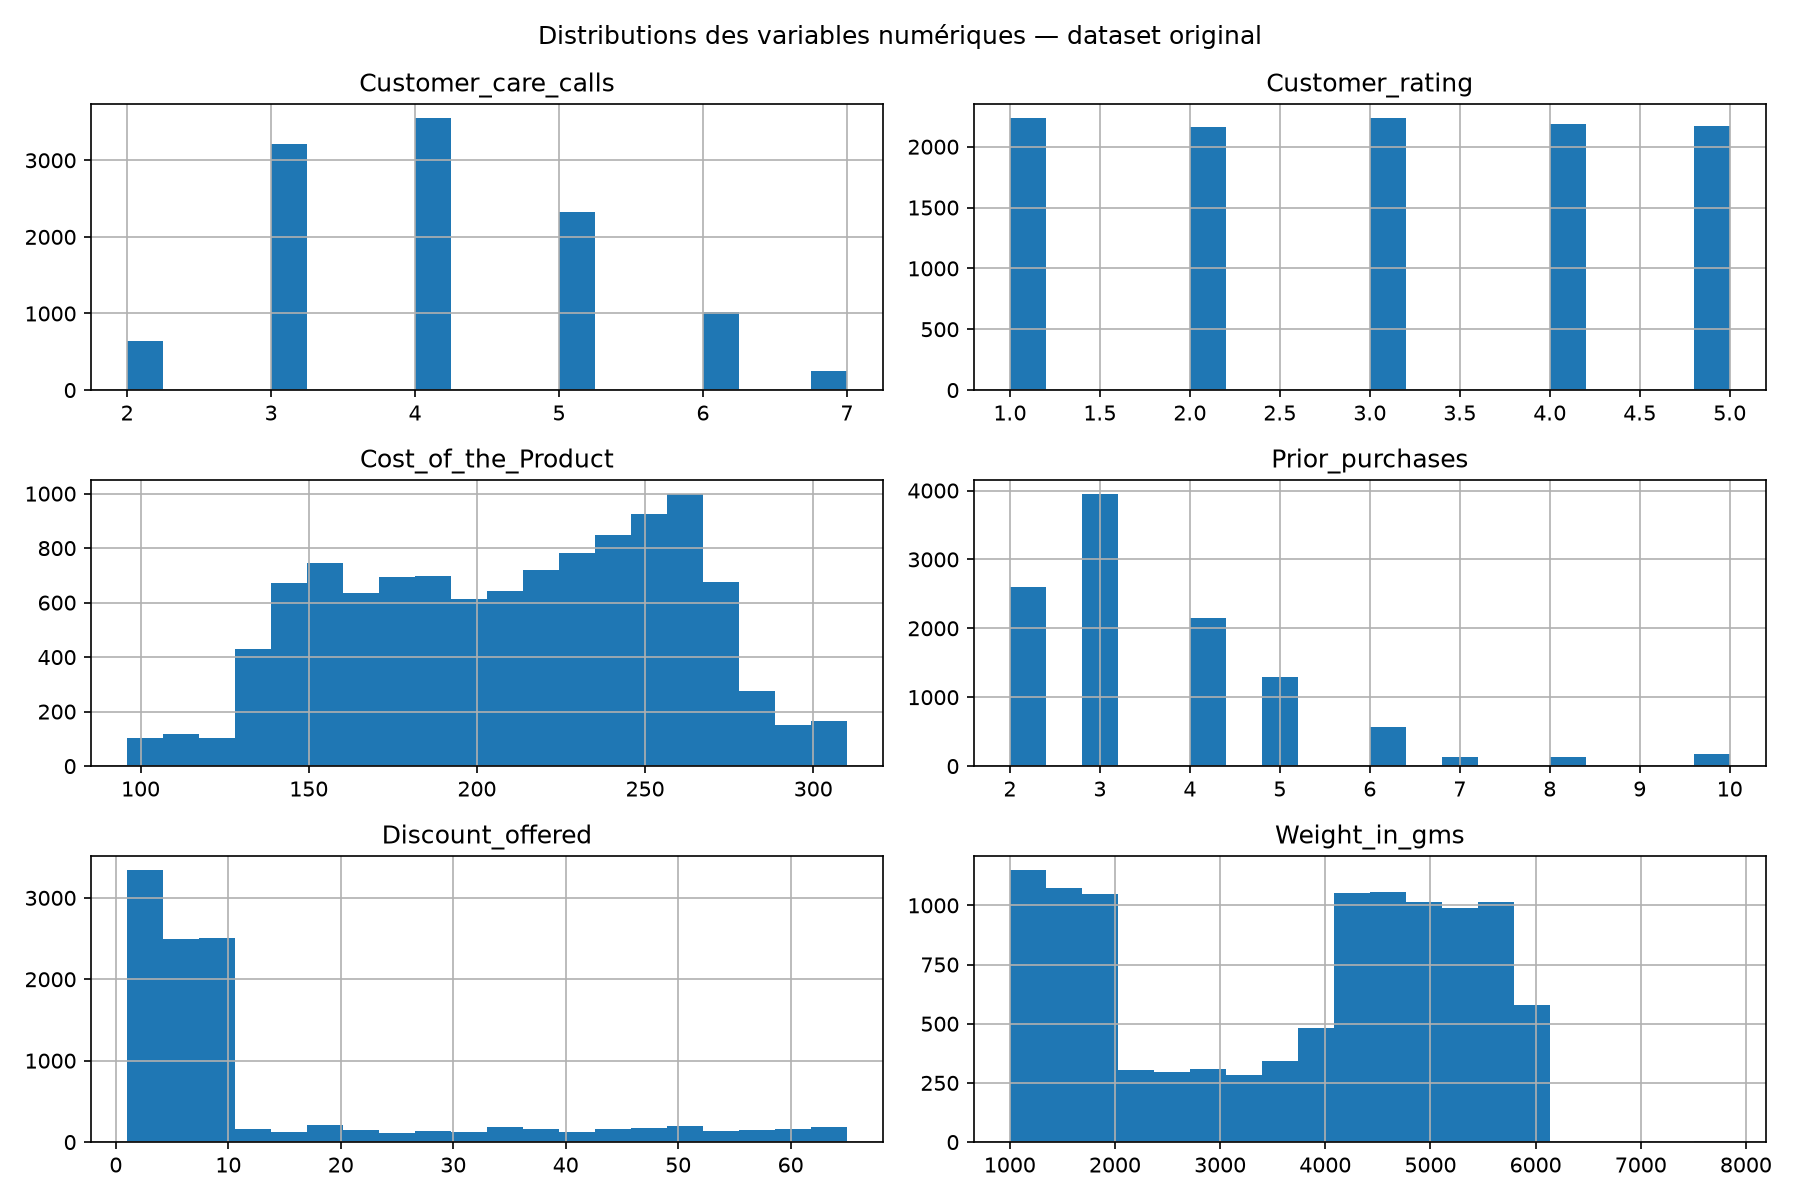 Distributions des variables numériques — dataset original
Customer_care_calls
3000
2000
1000
0
2 3 4 5 6 7
Customer_rating
2000
1500
1000
500
0
1.0 1.5 2.0 2.5 3.0 3.5 4.0 4.5 5.0
Cost_of_the_Product
1000
800
600
400
200
0
100 150 200 250 300
Prior_purchases
4000
3000
2000
1000
0
2 3 4 5 6 7 8 9 10
Discount_offered
3000
2000
1000
0
0 10 20 30 40 50 60
Weight_in_gms
1000
750
500
250
0
1000 2000 3000 4000 5000 6000 7000 8000